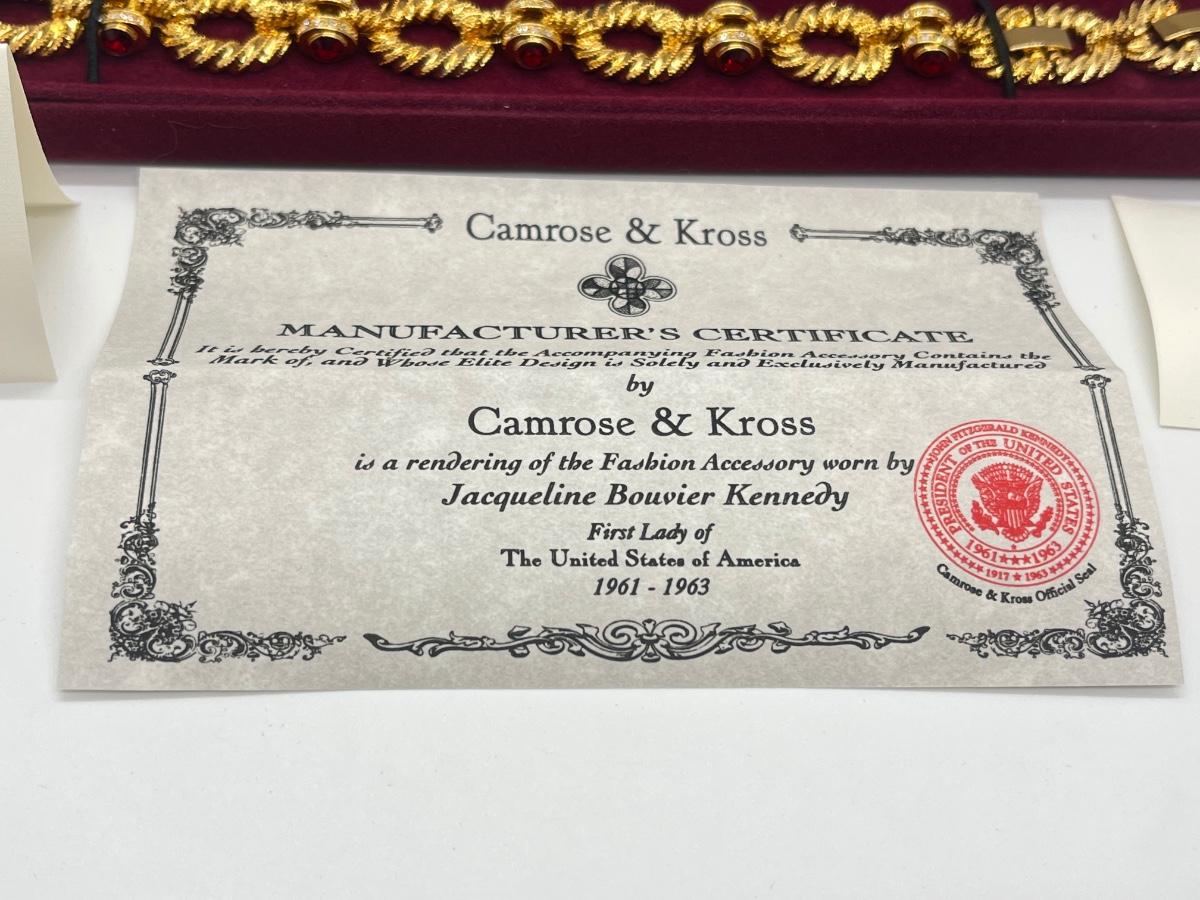 Camrose & Kross
MANUFACTURER'S CERTIFICATE
It is hereby Certified that the Accompanying Fashion Accessory Contains the
Mark of, and Whose Elite Design is Solely and Exclusively Manufactured
by
Camrose & Kross
is a rendering of the Fashion Accessory worn by
Jacqueline Bouvier Kennedy
First Lady of
The United States of America
1961 - 1963
JOHN FITZGERALD KENNEDY
PRESIDENT OF THE UNITED STATES
1961★★★1963
1917 ★ 1963
Camrose & Kross Official Seal